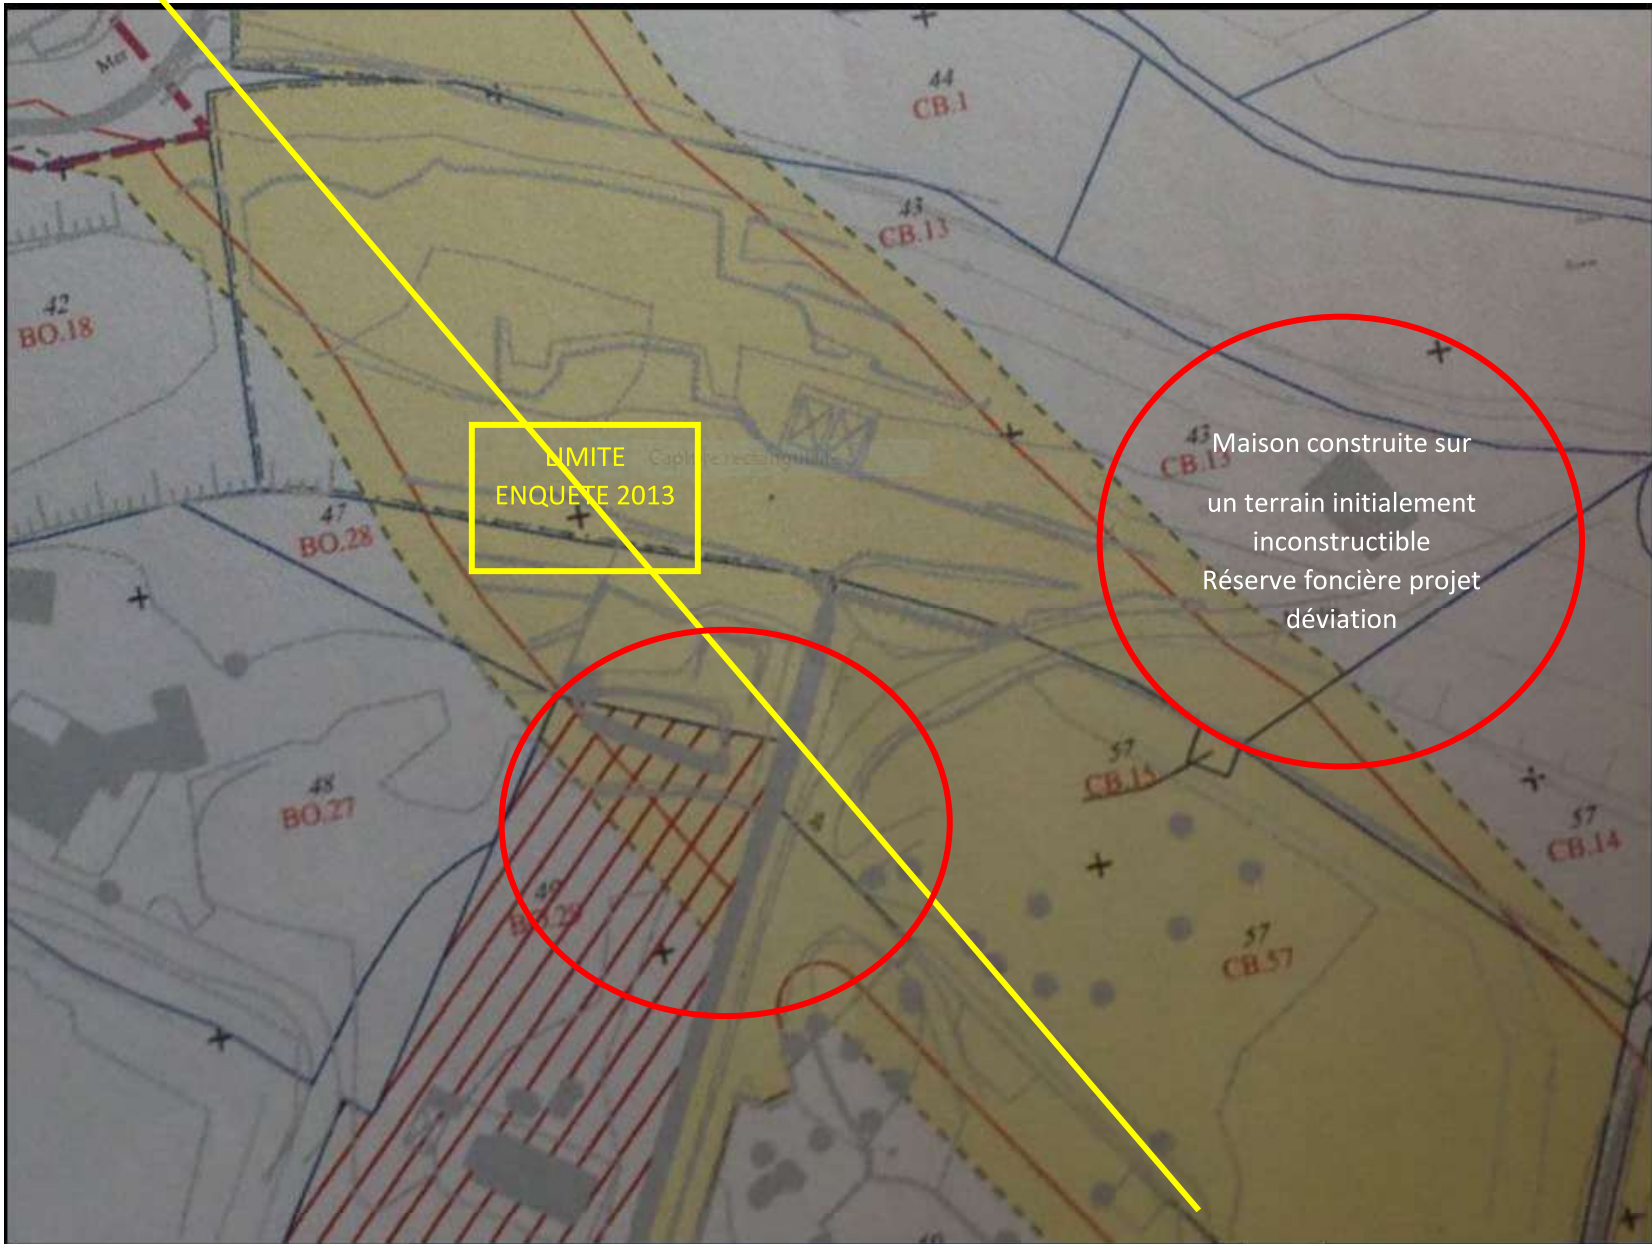 Mer
44
CB.1
43
CB.13
42
BO.18
43
CB.13
Maison construite sur
un terrain initialement
inconstructible
Réserve foncière projet
déviation
LIMITE
ENQUETE 2013
47
BO.28
57
CB.15
48
BO.27
57
CB.14
49
BO.29
57
CB.57